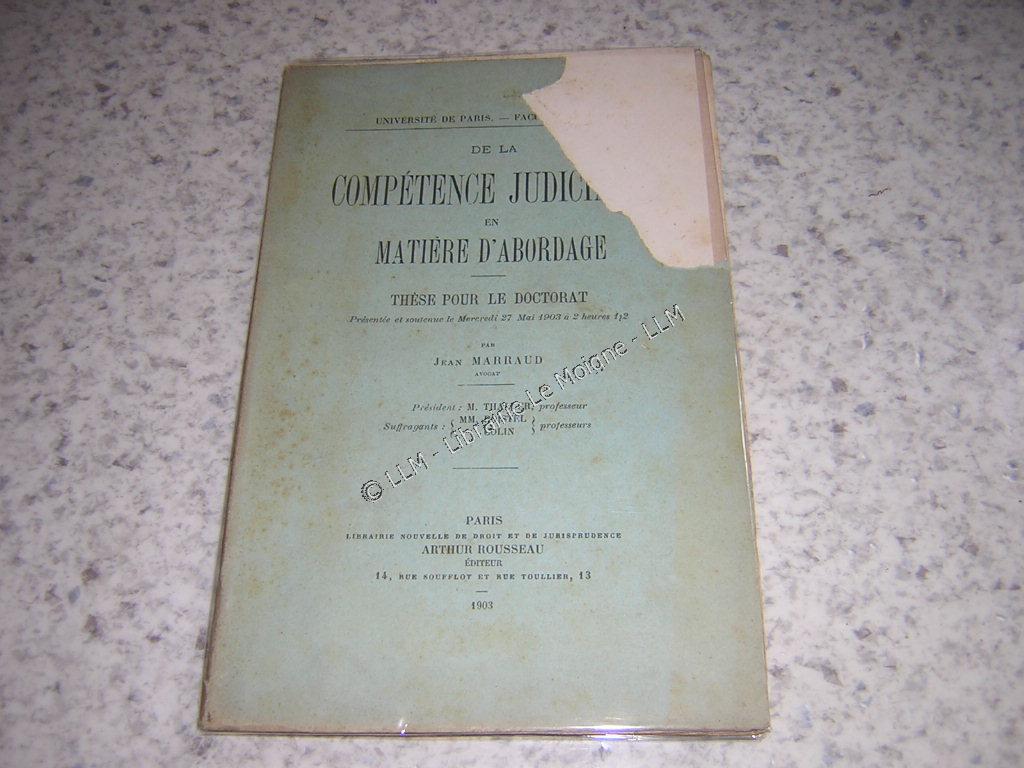 UNIVERSITÉ DE PARIS. — FAC
DE LA
COMPÉTENCE JUDICI
EN
MATIÈRE D'ABORDAGE
THÈSE POUR LE DOCTORAT
Présentée et soutenue le Mercredi 27 Mai 1903 à 2 heures 1/2
PAR
JEAN MARRAUD
AVOCAT
Président : M. THALLER, professeur
Suffragants : { MM. } professeurs
COLIN
© LLM - Librairie Le Moigne - LLM
PARIS
LIBRAIRIE NOUVELLE DE DROIT ET DE JURISPRUDENCE
ARTHUR ROUSSEAU
ÉDITEUR
14, RUE SOUFFLOT ET RUE TOULLIER, 13
1903